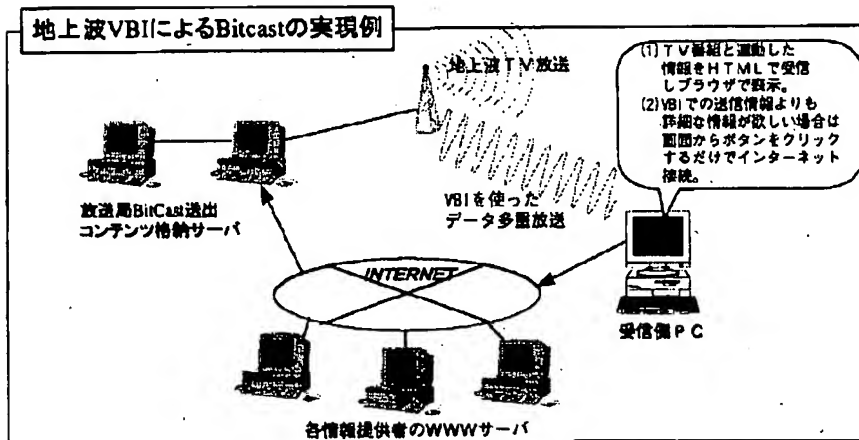 地上波VBIによるBitcastの実現例
地上波TV放送
(1)TV番組と連動した
情報をHTMLで受信
しブラウザで表示。
(2)VBIでの送信情報よりも
詳細な情報が欲しい場合は
画面からボタンをクリック
するだけでインターネット
接続。
放送局BitCast送出
コンテンツ格納サーバ
VBIを使った
データ多重放送
INTERNET
受信側PC
各情報提供者のWWWサーバ